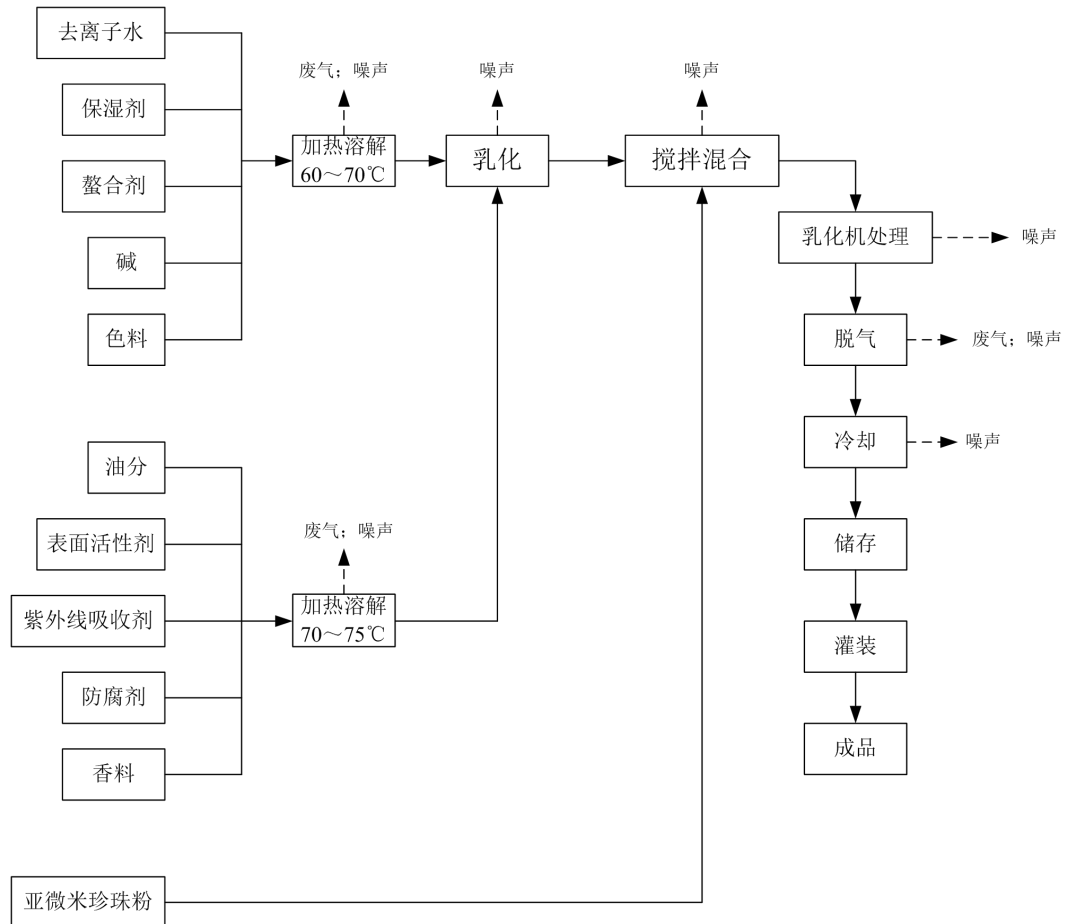 去离子水
保湿剂
螯合剂
碱
色料
废气；噪声
加热溶解
60～70℃
噪声
乳化
噪声
搅拌混合
乳化机处理
噪声
脱气
废气；噪声
冷却
噪声
储存
灌装
成品
油分
表面活性剂
紫外线吸收剂
防腐剂
香料
废气；噪声
加热溶解
70～75℃
亚微米珍珠粉